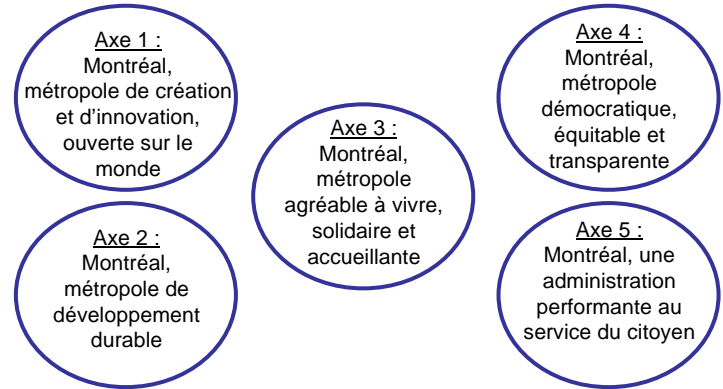 Axe 1 :
Montréal,
métropole de création
et d'innovation,
ouverte sur le
monde
Axe 2 :
Montréal,
métropole de
développement
durable
Axe 3 :
Montréal,
métropole
agréable à vivre,
solidaire et
accueillante
Axe 4 :
Montréal,
métropole
démocratique,
équitable et
transparente
Axe 5 :
Montréal, une
administration
performante au
service du citoyen